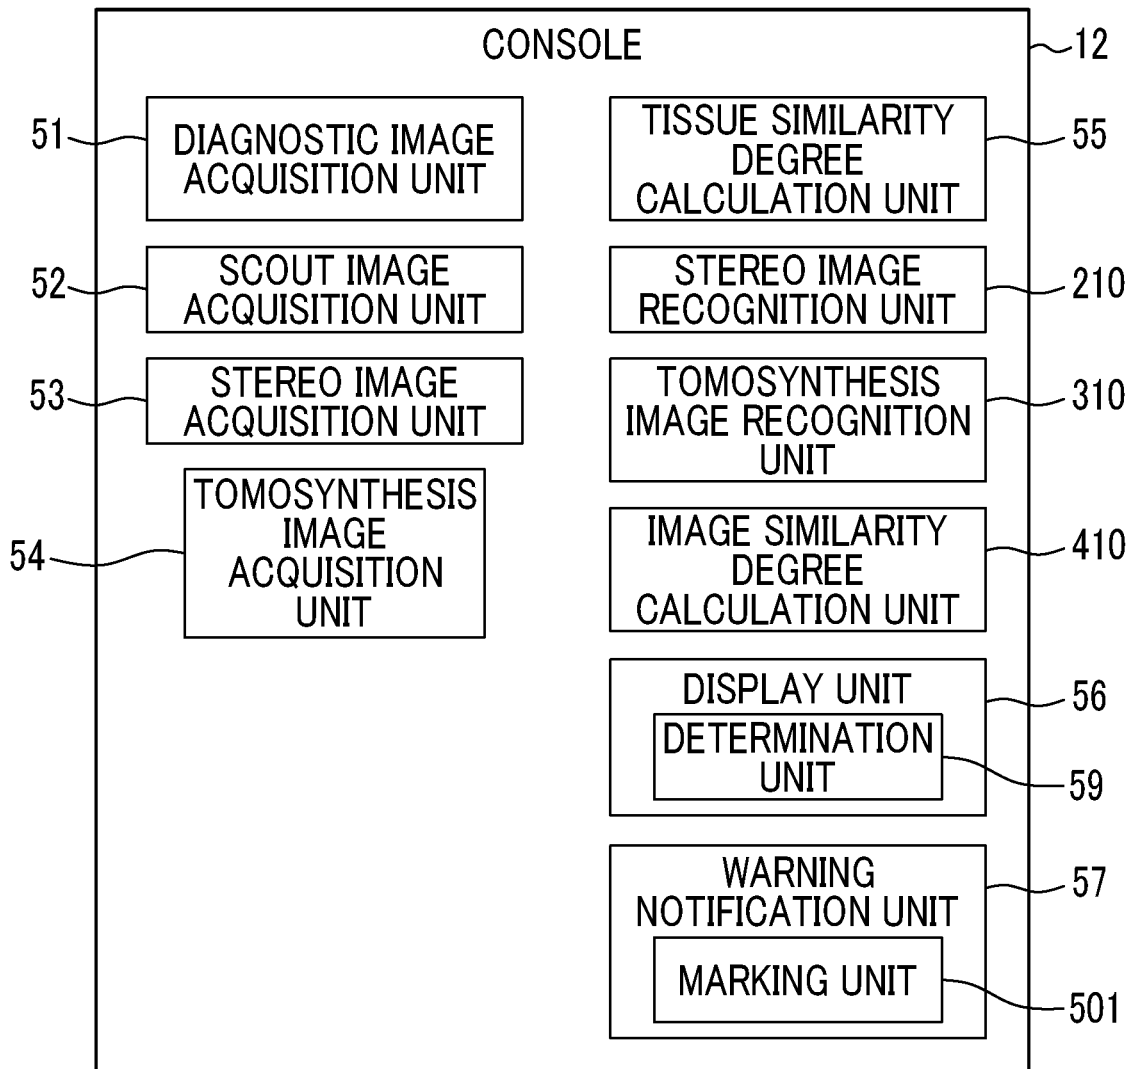 CONSOLE
12
51
DIAGNOSTIC IMAGE
ACQUISITION UNIT
52
SCOUT IMAGE
ACQUISITION UNIT
53
STEREO IMAGE
ACQUISITION UNIT
54
TOMOSYNTHESIS
IMAGE
ACQUISITION
UNIT
TISSUE SIMILARITY
DEGREE
CALCULATION UNIT
55
STEREO IMAGE
RECOGNITION UNIT
210
TOMOSYNTHESIS
IMAGE RECOGNITION
UNIT
310
IMAGE SIMILARITY
DEGREE
CALCULATION UNIT
410
DISPLAY UNIT
56
DETERMINATION
UNIT
59
WARNING
NOTIFICATION UNIT
57
MARKING UNIT
501